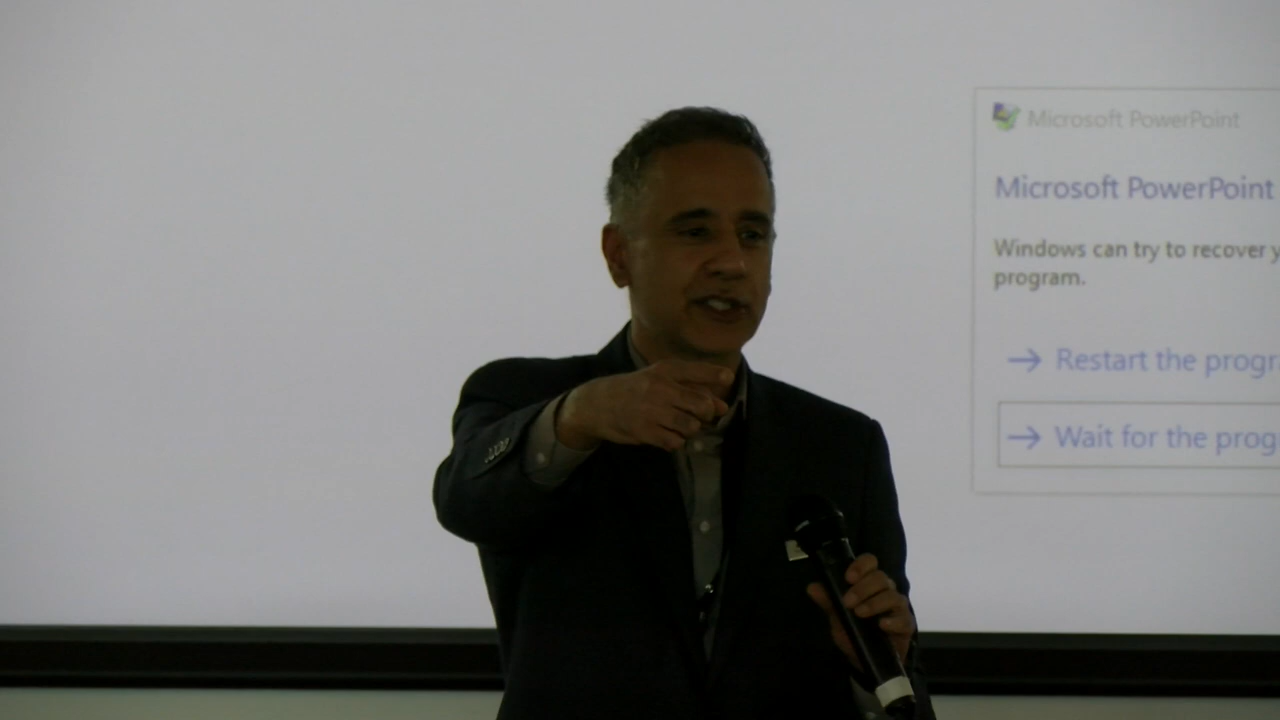 Microsoft PowerPoint
Microsoft PowerPoint
Windows can try to recover
program.
→ Restart the progr
→ Wait for the prog